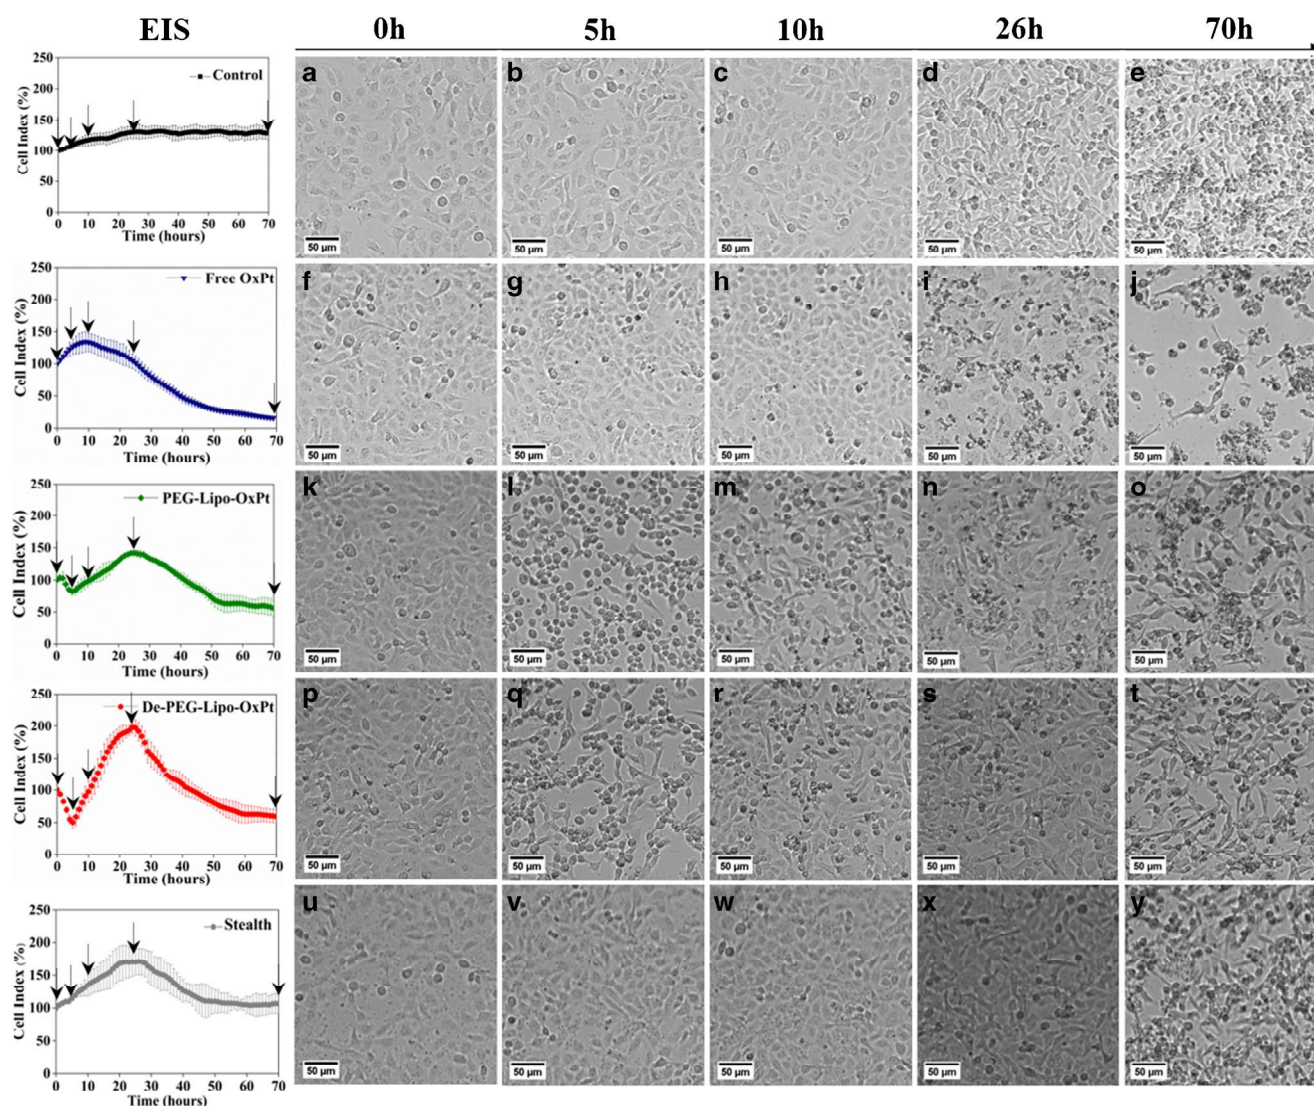 EIS 0h 5h 10h 26h 70h
250
200
150
100
50
0
Cell Index (%)
Control
0 10 20 30 40 50 60 70
Time (hours)
a b c d e
50 µm 50 µm 50 µm 50 µm 50 µm
250
200
150
100
50
0
Cell Index (%)
Free OxPt
0 10 20 30 40 50 60 70
Time (hours)
f g h i j
50 µm 50 µm 50 µm 50 µm 50 µm
250
200
150
100
50
0
Cell Index (%)
PEG-Lipo-OxPt
0 10 20 30 40 50 60 70
Time (hours)
k l m n o
50 µm 50 µm 50 µm 50 µm 50 µm
250
200
150
100
50
0
Cell Index (%)
De-PEG-Lipo-OxPt
0 10 20 30 40 50 60 70
Time (hours)
p q r s t
50 µm 50 µm 50 µm 50 µm 50 µm
250
200
150
100
50
0
Cell Index (%)
Stealth
0 10 20 30 40 50 60 70
Time (hours)
u v w x y
50 µm 50 µm 50 µm 50 µm 50 µm